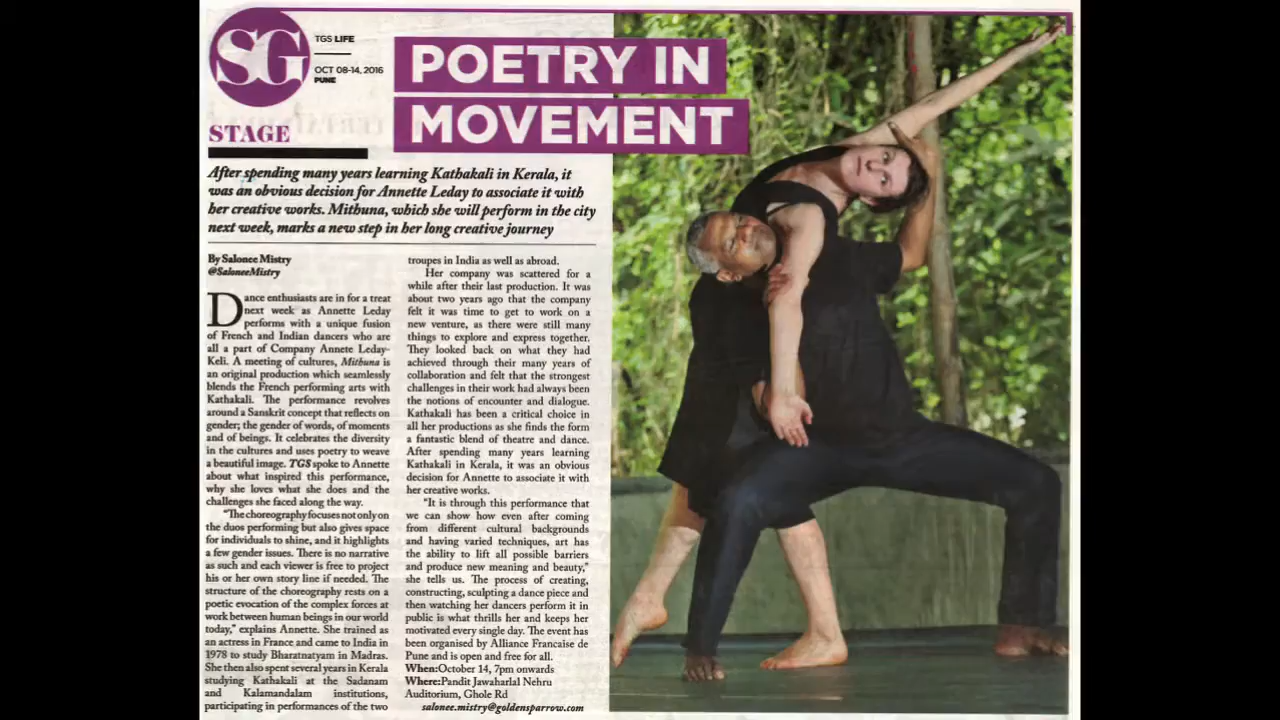 SG
TGS LIFE
OCT 08-14, 2016
PUNE
STAGE
POETRY IN
MOVEMENT
After spending many years learning Kathakali in Kerala, it
was an obvious decision for Annette Leday to associate it with
her creative works. Mithuna, which she will perform in the city
next week, marks a new step in her long creative journey
By Salonee Mistry
@SaloneeMistry
Dance enthusiasts are in for a treat
next week as Annette Leday
performs with a unique fusion
of French and Indian dancers who are
all a part of Company Annete Leday-
Keli. A meeting of cultures, Mithuna is
an original production which seamlessly
blends the French performing arts with
Kathakali. The performance revolves
around a Sanskrit concept that reflects on
gender; the gender of words, of moments
and of beings. It celebrates the diversity
in the cultures and uses poetry to weave
a beautiful image. TGS spoke to Annette
about what inspired this performance,
why she loves what she does and the
challenges she faced along the way.
“The choreography focuses not only on
the duos performing but also gives space
for individuals to shine, and it highlights
a few gender issues. There is no narrative
as such and each viewer is free to project
his or her own story line if needed. The
structure of the choreography rests on a
poetic evocation of the complex forces at
work between human beings in our world
today,” explains Annette. She trained as
an actress in France and came to India in
1978 to study Bharatnatyam in Madras.
She then also spent several years in Kerala
studying Kathakali at the Sadanam
and Kalamandalam institutions,
participating in performances of the two
troupes in India as well as abroad.
Her company was scattered for a
while after their last production. It was
about two years ago that the company
felt it was time to get to work on a
new venture, as there were still many
things to explore and express together.
They looked back on what they had
achieved through their many years of
collaboration and felt that the strongest
challenges in their work had always been
the notions of encounter and dialogue.
Kathakali has been a critical choice in
all her productions as she finds the form
a fantastic blend of theatre and dance.
After spending many years learning
Kathakali in Kerala, it was an obvious
decision for Annette to associate it with
her creative works.
“It is through this performance that
we can show how even after coming
from different cultural backgrounds
and having varied techniques, art has
the ability to lift all possible barriers
and produce new meaning and beauty,”
she tells us. The process of creating,
constructing, sculpting a dance piece and
then watching her dancers perform it in
public is what thrills her and keeps her
motivated every single day. The event has
been organised by Alliance Francaise de
Pune and is open and free for all.
When:October 14, 7pm onwards
Where:Pandit Jawaharlal Nehru
Auditorium, Ghole Rd
salonee.mistry@goldensparrow.com